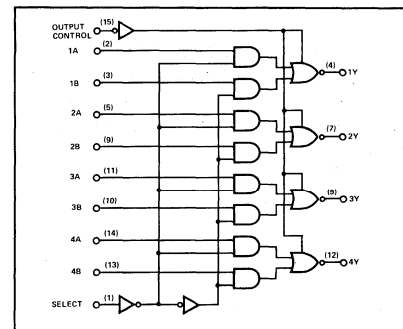 OUTPUT CONTROL (15)
1A (2)
(4) 1Y
1B (3)
2A (5)
(7) 2Y
2B (9)
3A (11)
(9) 3Y
3B (10)
4A (14)
(12) 4Y
4B (13)
SELECT (1)